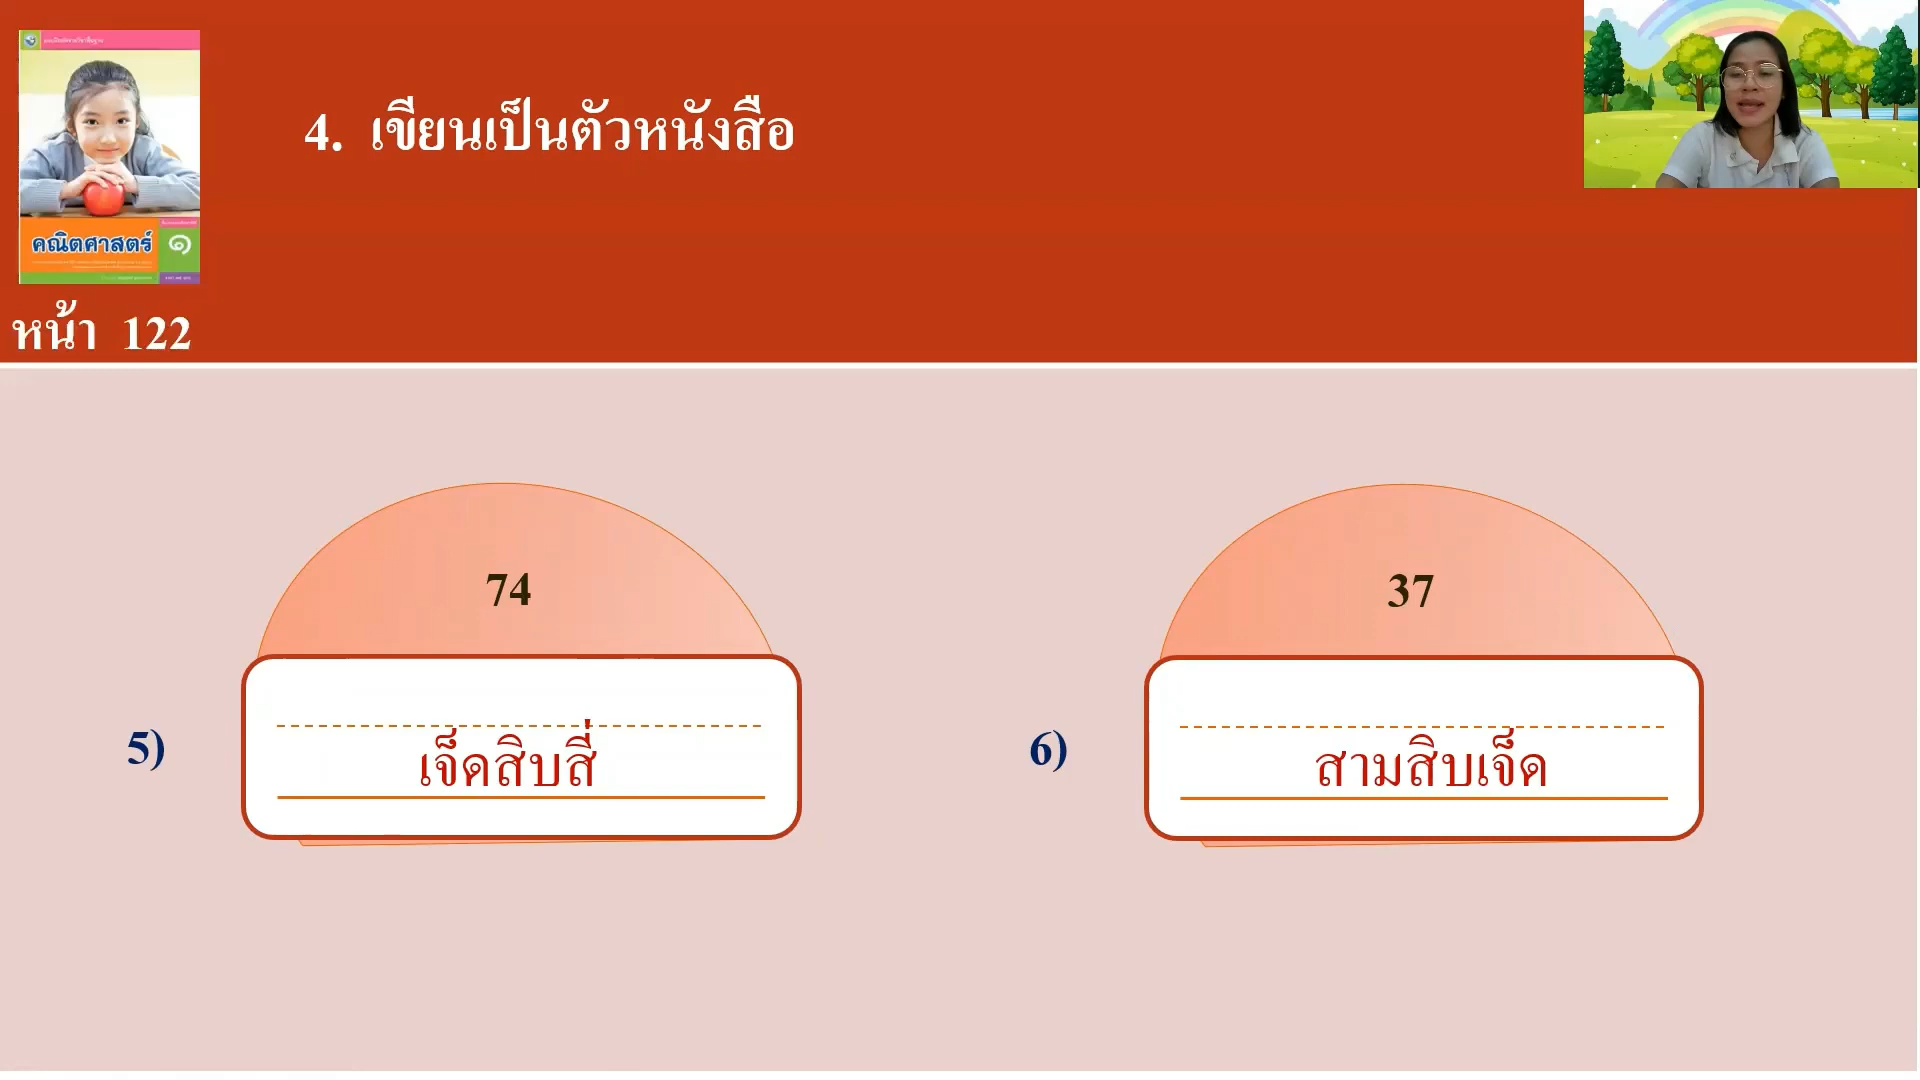 4. เขียนเป็นตัวหนังสือ
คณิตศาสตร์ ๑
หน้า 122
74
37
5) เจ็ดสิบสี่
6) สามสิบเจ็ด